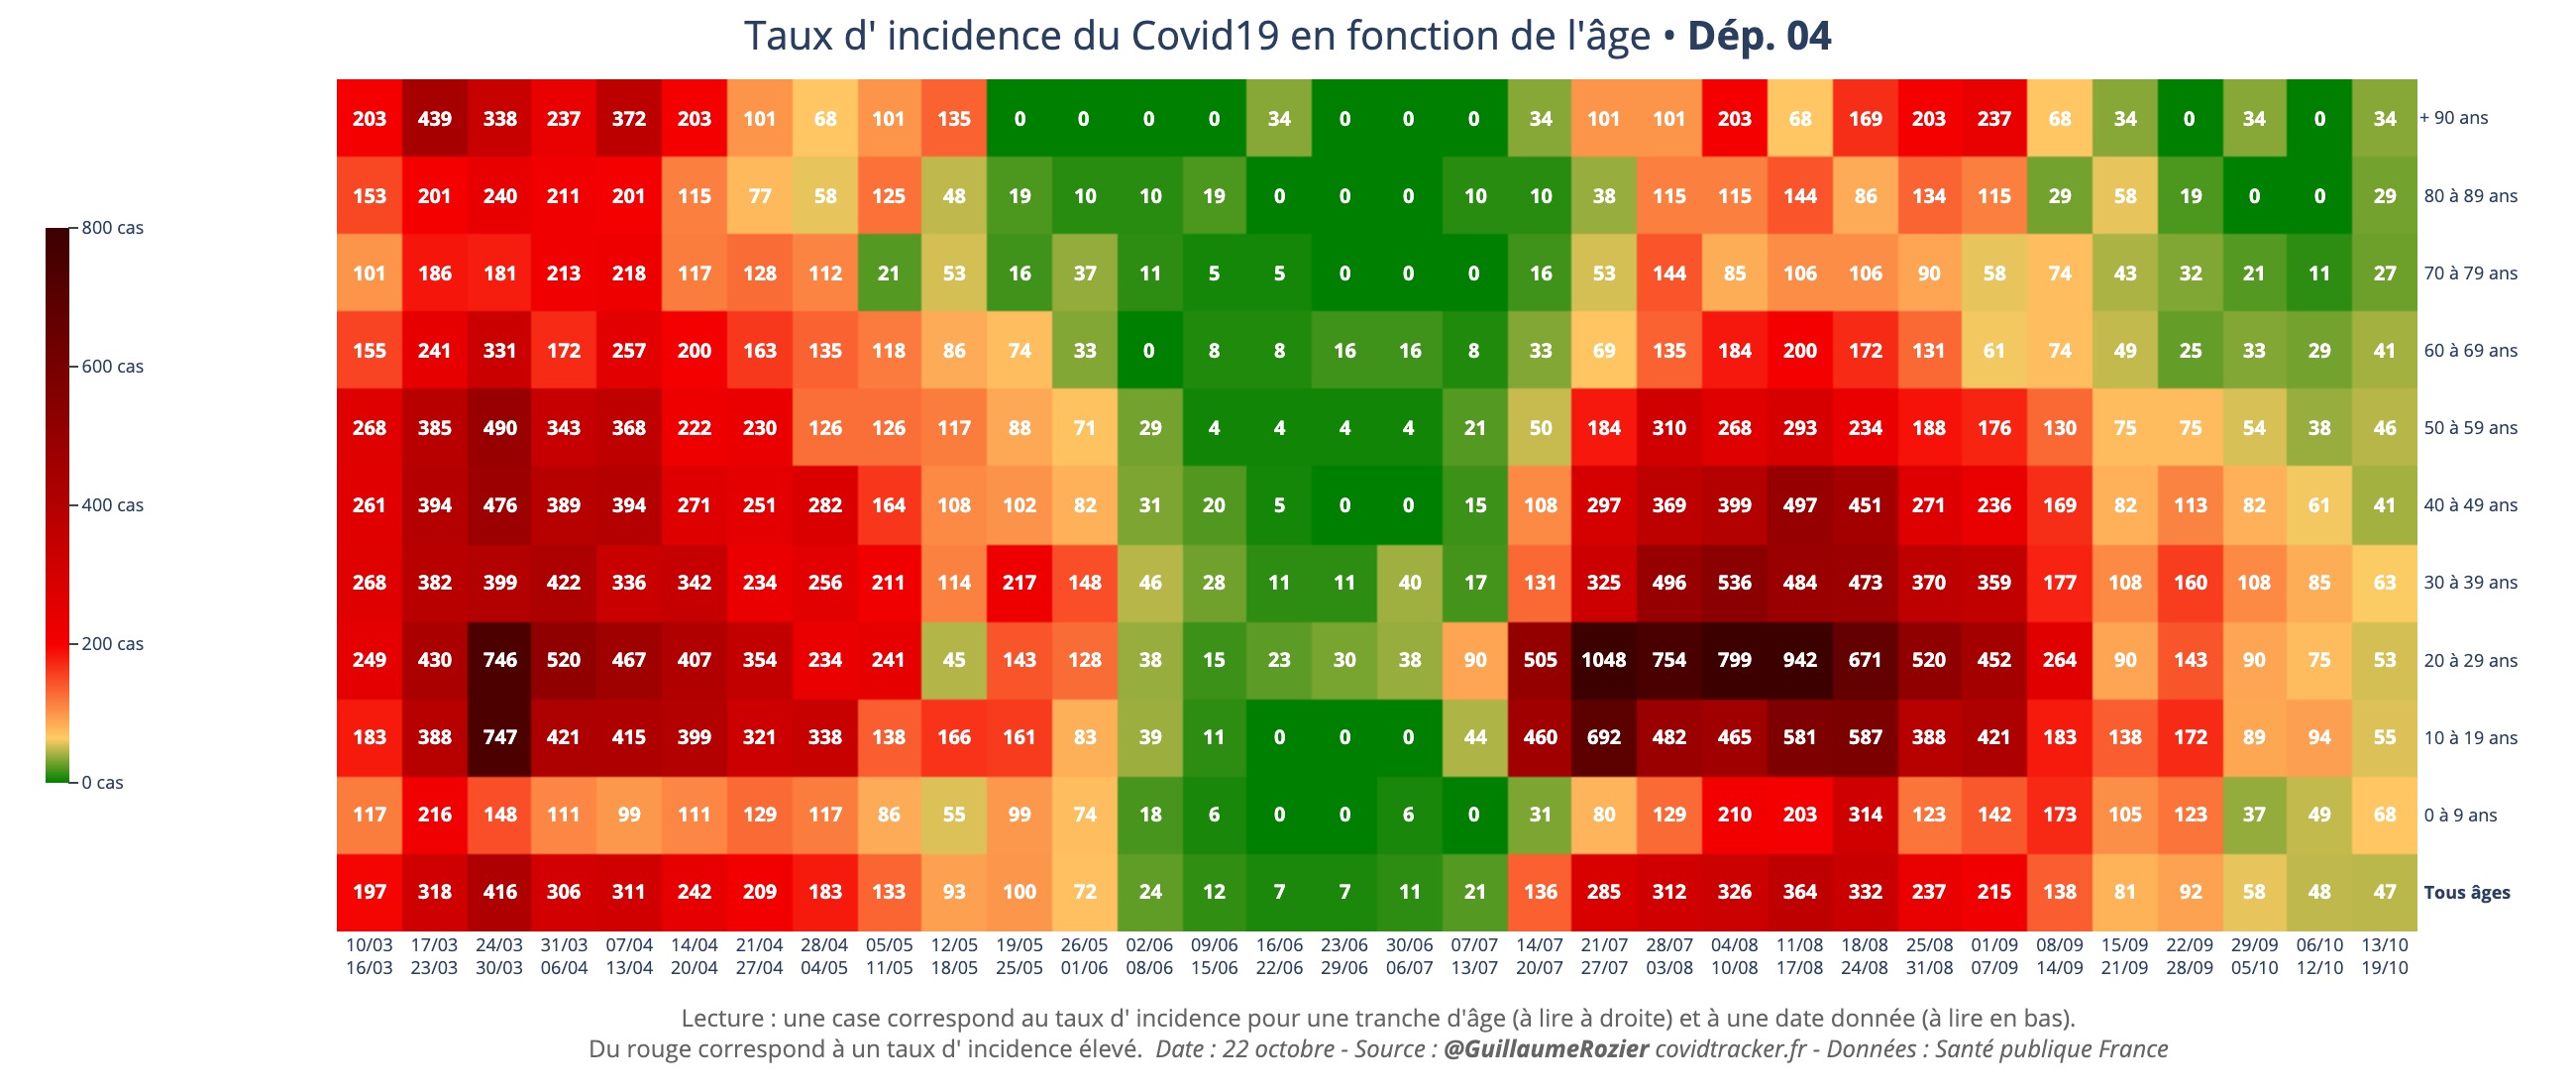 Taux d' incidence du Covid19 en fonction de l'âge • Dép. 04
800 cas
600 cas
400 cas
200 cas
0 cas
203 439 338 237 372 203 101 68 101 135 0 0 0 0 34 0 0 0 34 101 101 203 68 169 203 237 68 34 0 34 0 34 + 90 ans
153 201 240 211 201 115 77 58 125 48 19 10 10 19 0 0 0 10 10 38 115 115 144 86 134 115 29 58 19 0 0 29 80 à 89 ans
101 186 181 213 218 117 128 112 21 53 16 37 11 5 5 0 0 0 16 53 144 85 106 106 90 58 74 43 32 21 11 27 70 à 79 ans
155 241 331 172 257 200 163 135 118 86 74 33 0 8 8 16 16 8 33 69 135 184 200 172 131 61 74 49 25 33 29 41 60 à 69 ans
268 385 490 343 368 222 230 126 126 117 88 71 29 4 4 4 4 21 50 184 310 268 293 234 188 176 130 75 75 54 38 46 50 à 59 ans
261 394 476 389 394 271 251 282 164 108 102 82 31 20 5 0 0 15 108 297 369 399 497 451 271 236 169 82 113 82 61 41 40 à 49 ans
268 382 399 422 336 342 234 256 211 114 217 148 46 28 11 11 40 17 131 325 496 536 484 473 370 359 177 108 160 108 85 63 30 à 39 ans
249 430 746 520 467 407 354 234 241 45 143 128 38 15 23 30 38 90 505 1048 754 799 942 671 520 452 264 90 143 90 75 53 20 à 29 ans
183 388 747 421 415 399 321 338 138 166 161 83 39 11 0 0 0 44 460 692 482 465 581 587 388 421 183 138 172 89 94 55 10 à 19 ans
117 216 148 111 99 111 129 117 86 55 99 74 18 6 0 0 6 0 31 80 129 210 203 314 123 142 173 105 123 37 49 68 0 à 9 ans
197 318 416 306 311 242 209 183 133 93 100 72 24 12 7 7 11 21 136 285 312 326 364 332 237 215 138 81 92 58 48 47 Tous âges
10/03 17/03 24/03 31/03 07/04 14/04 21/04 28/04 05/05 12/05 19/05 26/05 02/06 09/06 16/06 23/06 30/06 07/07 14/07 21/07 28/07 04/08 11/08 18/08 25/08 01/09 08/09 15/09 22/09 29/09 06/10 13/10
16/03 23/03 30/03 06/04 13/04 20/04 27/04 04/05 11/05 18/05 25/05 01/06 08/06 15/06 22/06 29/06 06/07 13/07 20/07 27/07 03/08 10/08 17/08 24/08 31/08 07/09 14/09 21/09 28/09 05/10 12/10 19/10
Lecture : une case correspond au taux d' incidence pour une tranche d'âge (à lire à droite) et à une date donnée (à lire en bas).
Du rouge correspond à un taux d' incidence élevé. Date : 22 octobre - Source : @GuillaumeRozier covidtracker.fr - Données : Santé publique France